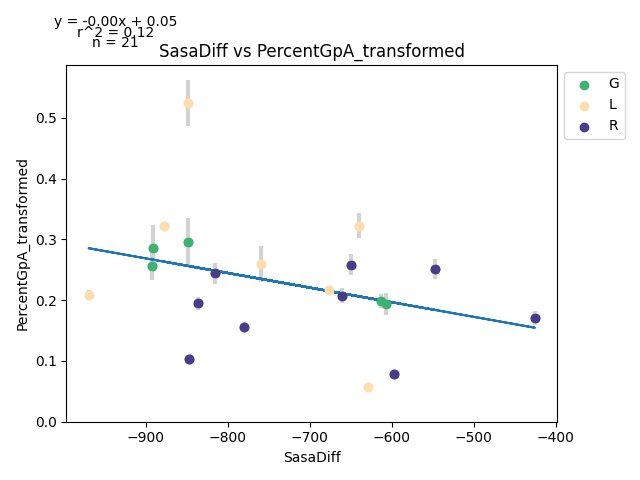 y = -0.00x + 0.05
r^2 = 0.12
n = 21
SasaDiff vs PercentGpA_transformed
G
L
R
PercentGpA_transformed
0.5
0.4
0.3
0.2
0.1
0.0
−900 −800 −700 −600 −500 −400
SasaDiff